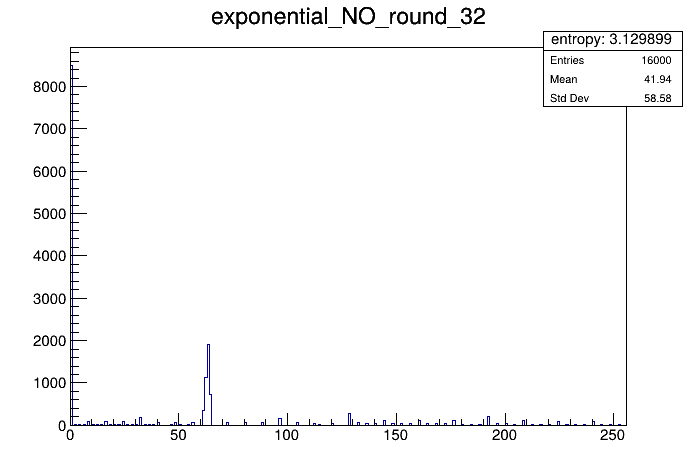 exponential_NO_round_32
entropy: 3.129899
Entries 16000
Mean 41.94
Std Dev 58.58
8000
7000
6000
5000
4000
3000
2000
1000
0
0 50 100 150 200 250